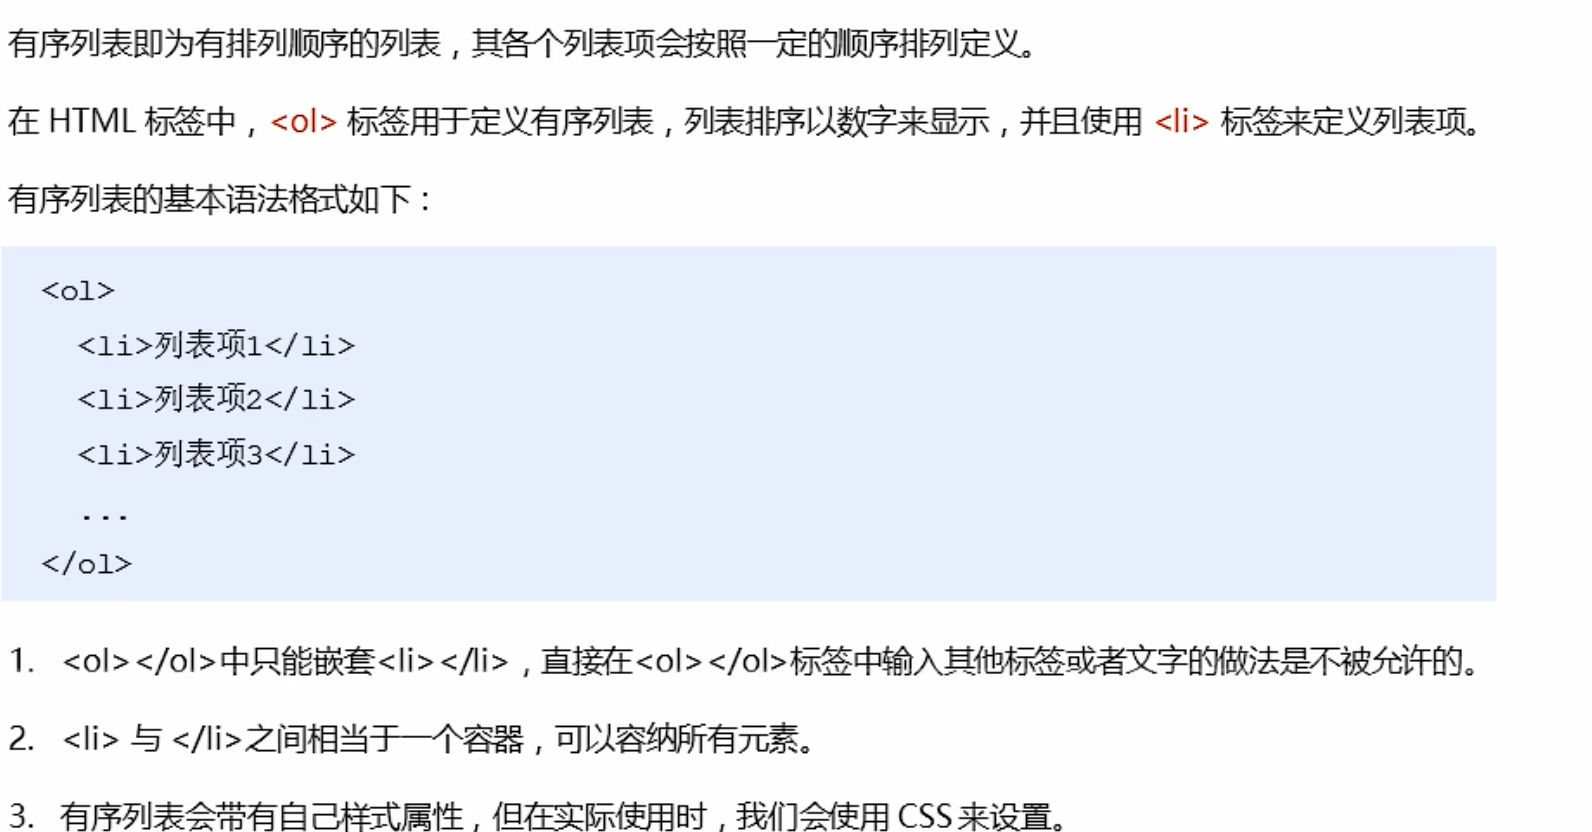 有序列表即为有排列顺序的列表，其各个列表项会按照一定的顺序排列定义。
在 HTML 标签中，<ol> 标签用于定义有序列表，列表排序以数字来显示，并且使用 <li> 标签来定义列表项。
有序列表的基本语法格式如下：
<ol>
<li>列表项1</li>
<li>列表项2</li>
<li>列表项3</li>
...
</ol>
1. <ol></ol>中只能嵌套<li></li>，直接在<ol></ol>标签中输入其他标签或者文字的做法是不被允许的。
2. <li> 与 </li>之间相当于一个容器，可以容纳所有元素。
3. 有序列表会带有自己样式属性，但在实际使用时，我们会使用 CSS 来设置。